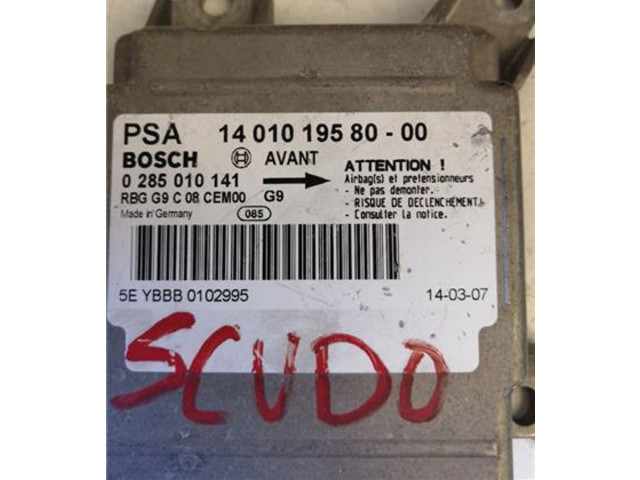 PSA 14 010 195 80 - 00
BOSCH AVANT
0 285 010 141
RBG G9 C 08 CEM00 G9
Made in Germany 085
ATTENTION !
Airbag(s) et pretensionneurs
- Ne pas demonter.
- RISQUE DE DECLENCHEMENT.
- Consulter la notice.
5E YBBB 0102995 14-03-07
SCUDO